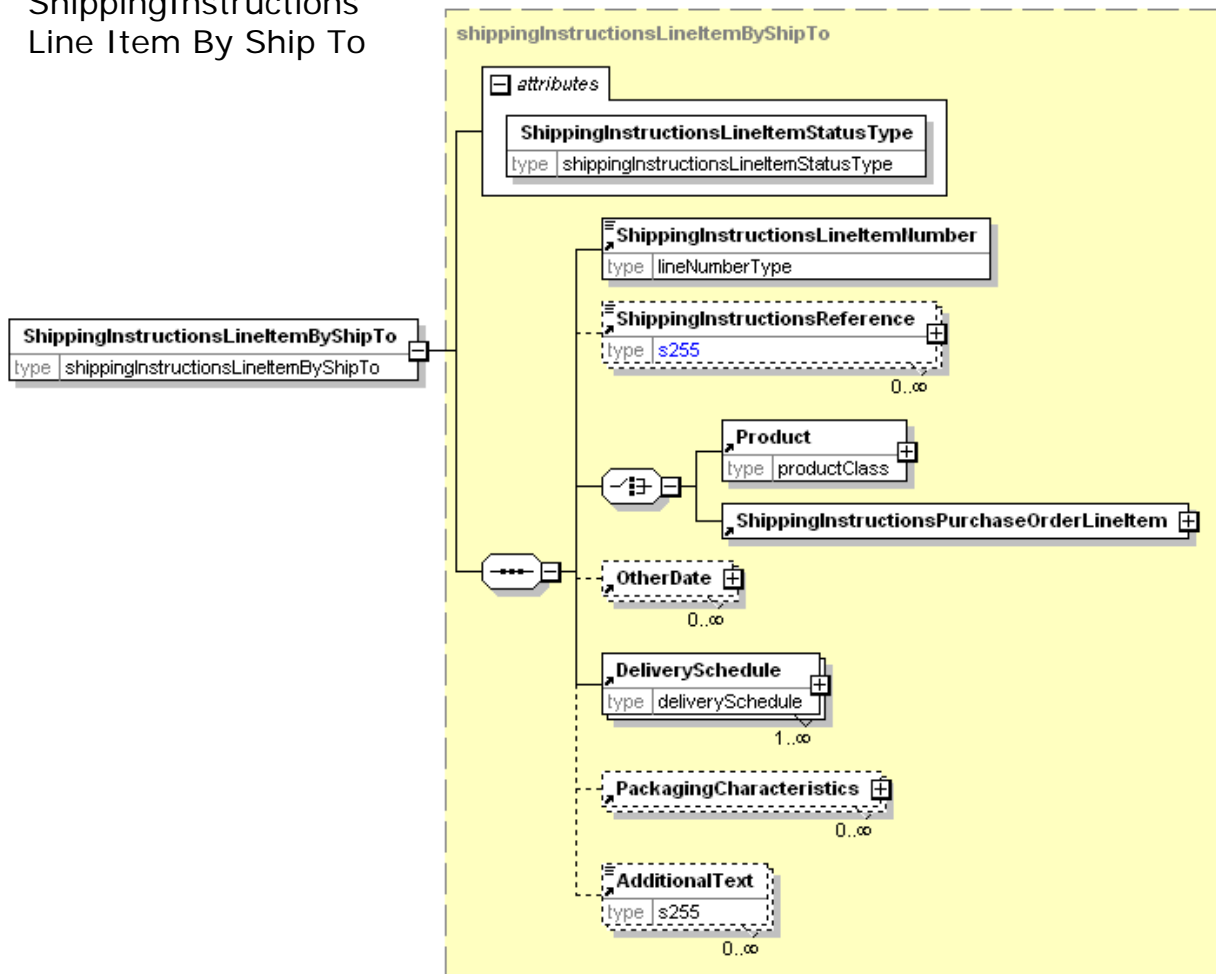 ShippingInstructions
Line Item By Ship To
shippingInstructionsLineItemByShipTo
attributes
ShippingInstructionsLineItemStatusType
type shippingInstructionsLineItemStatusType
ShippingInstructionsLineItemNumber
type lineNumberType
ShippingInstructionsLineItemByShipTo
type shippingInstructionsLineItemByShipTo
ShippingInstructionsReference
type s255
0..∞
Product
type productClass
ShippingInstructionsPurchaseOrderLineItem
OtherDate
0..∞
DeliverySchedule
type deliverySchedule
1..∞
PackagingCharacteristics
0..∞
AdditionalText
type s255
0..∞